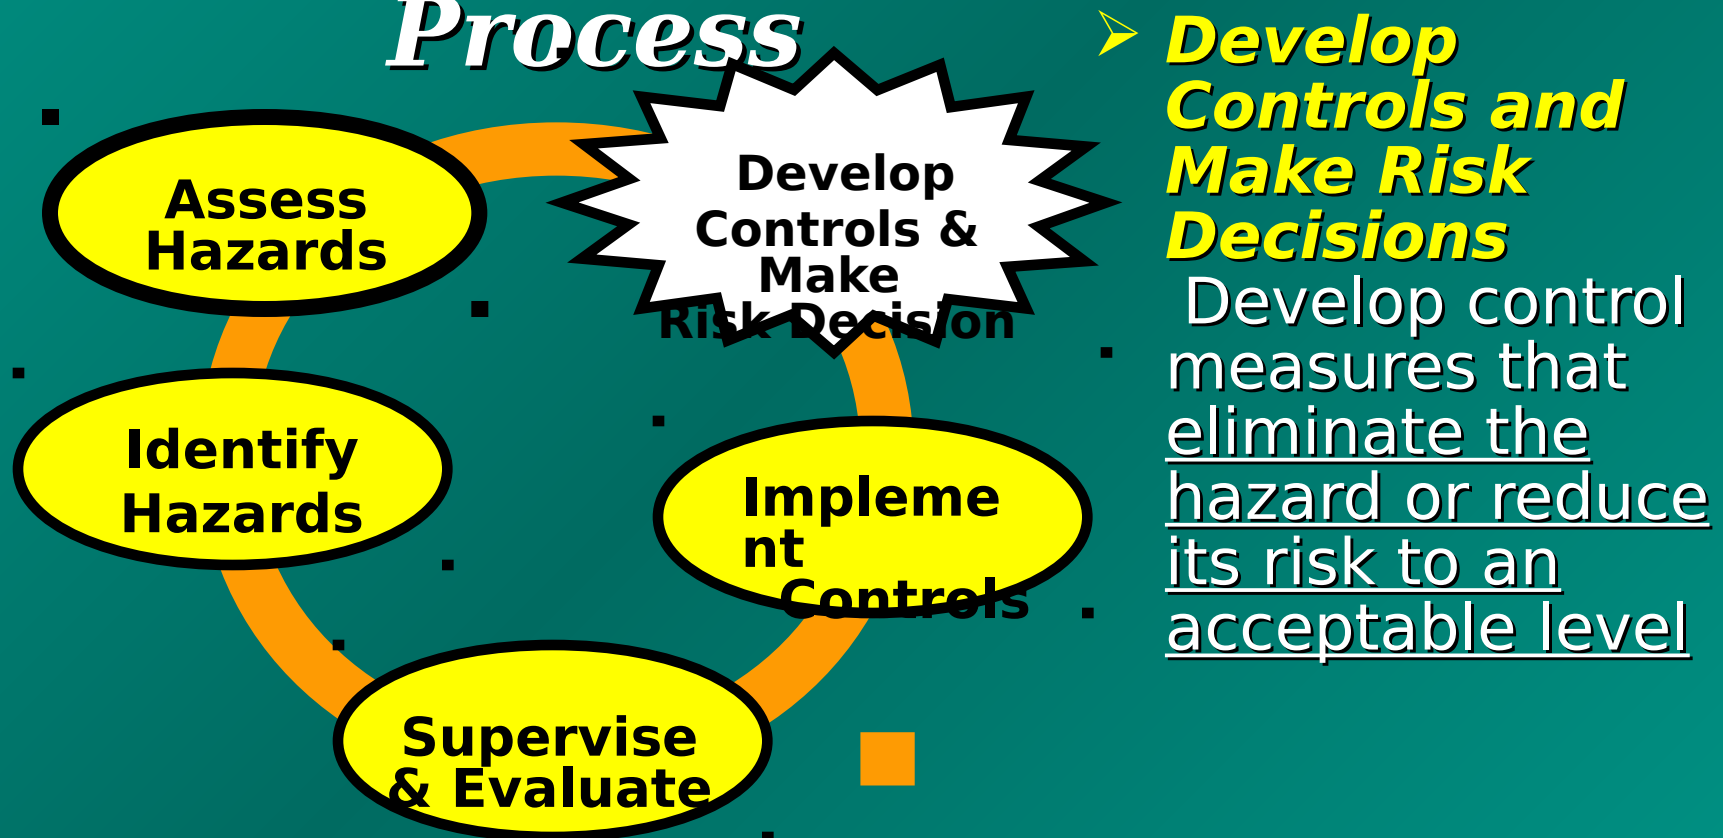 Process
Assess
Hazards
Develop
Controls &
Make
Risk Decision
Identify
Hazards
Impleme
nt
Controls
Supervise
& Evaluate
Develop
Controls and
Make Risk
Decisions
Develop control
measures that
eliminate the
hazard or reduce
its risk to an
acceptable level